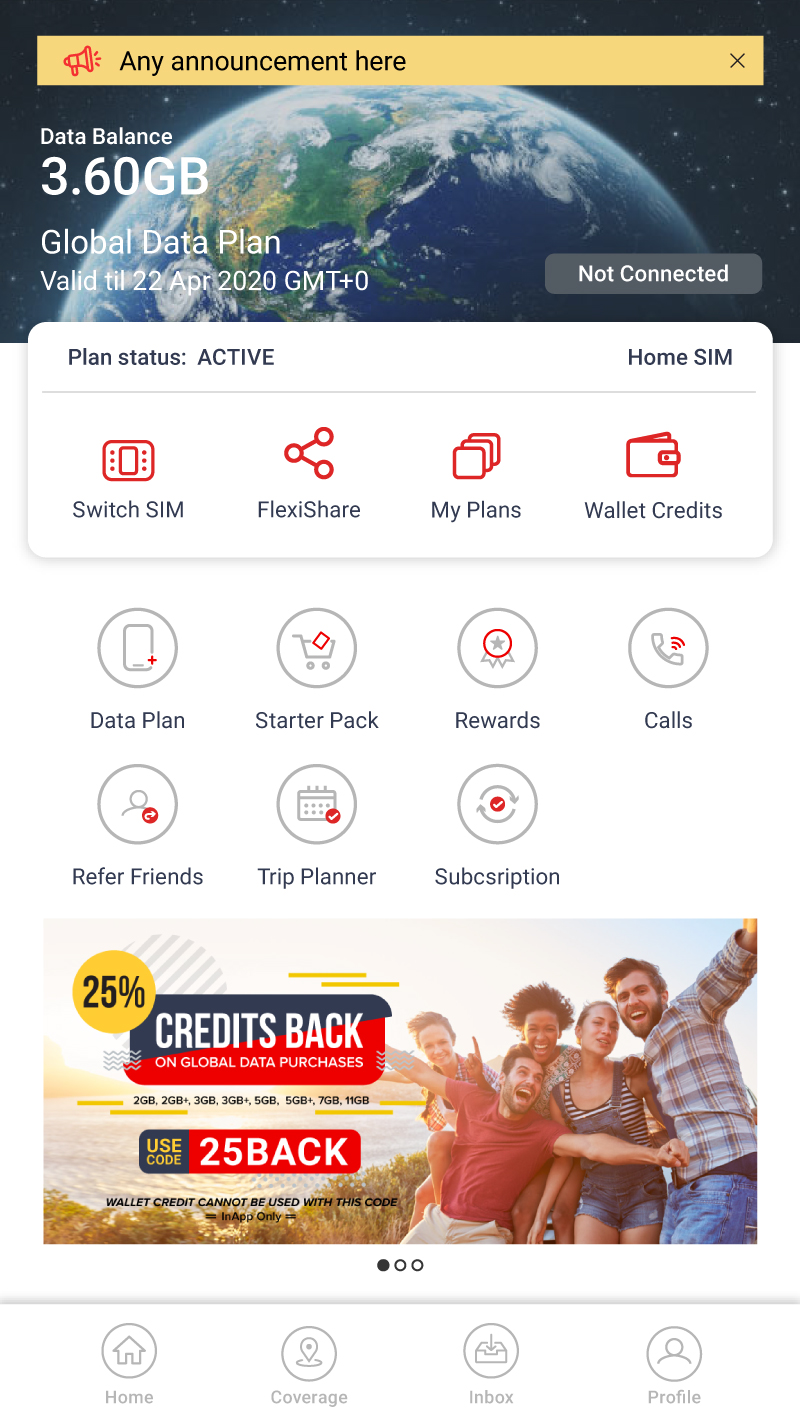 Any announcement here
Data Balance
3.60GB
Global Data Plan
Valid til 22 Apr 2020 GMT+0
Not Connected
Plan status: ACTIVE
Home SIM
Switch SIM
FlexiShare
My Plans
Wallet Credits
Data Plan
Starter Pack
Rewards
Calls
Refer Friends
Trip Planner
Subcsription
25%
CREDITS BACK
ON GLOBAL DATA PURCHASES
2GB, 2GB+, 3GB, 3GB+, 5GB, 5GB+, 7GB, 11GB
USE CODE
25BACK
WALLET CREDIT CANNOT BE USED WITH THIS CODE
InApp Only
Home
Coverage
Inbox
Profile